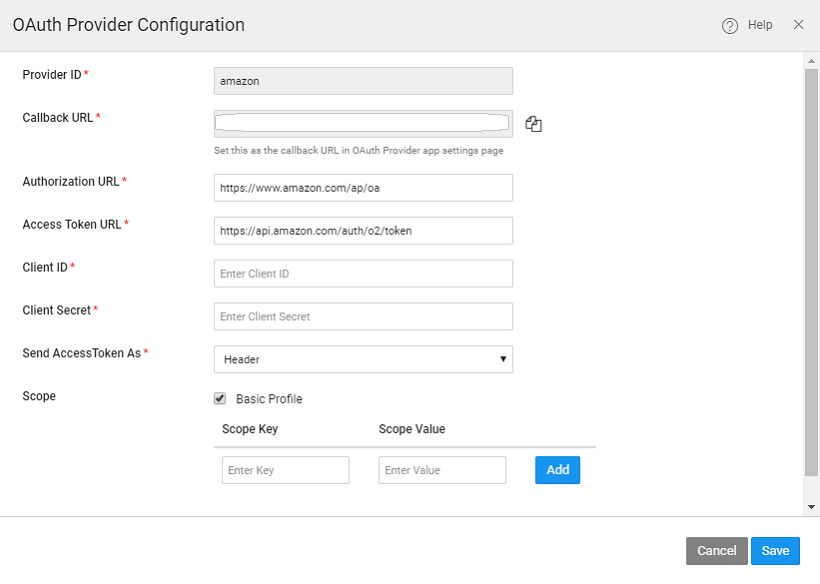 OAuth Provider Configuration
Help
Provider ID *
amazon
Callback URL *
Set this as the callback URL in OAuth Provider app settings page
Authorization URL *
https://www.amazon.com/ap/oa
Access Token URL *
https://api.amazon.com/auth/o2/token
Client ID *
Enter Client ID
Client Secret *
Enter Client Secret
Send AccessToken As *
Header
Scope
Basic Profile
Scope Key Scope Value
Enter Key Enter Value Add
Cancel Save